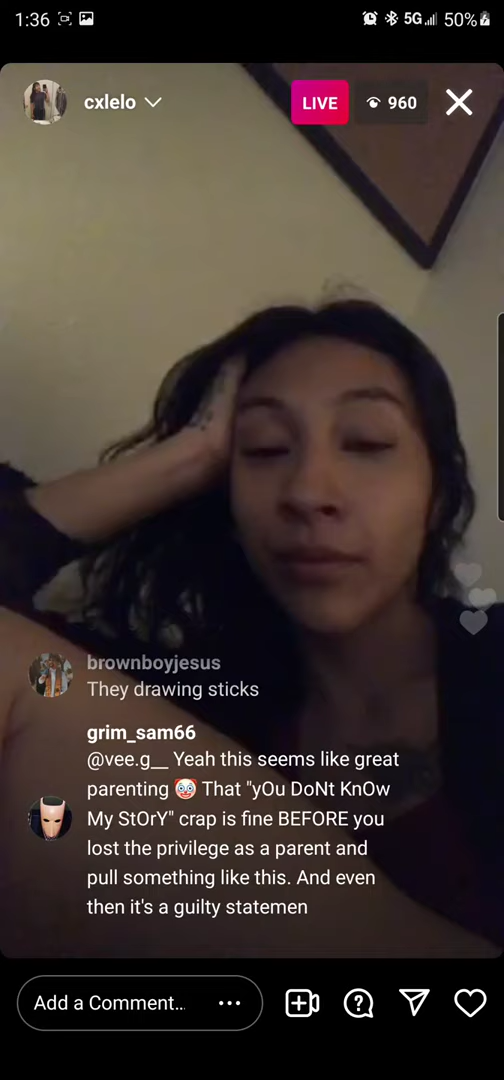 1:36 5G 50%
cxlelo LIVE 960
brownboyjesus
They drawing sticks
grim_sam66
@vee.g__ Yeah this seems like great
parenting 🤡 That "yOu DoNt KnOw
My StOrY" crap is fine BEFORE you
lost the privilege as a parent and
pull something like this. And even
then it's a guilty statemen
Add a Comment...